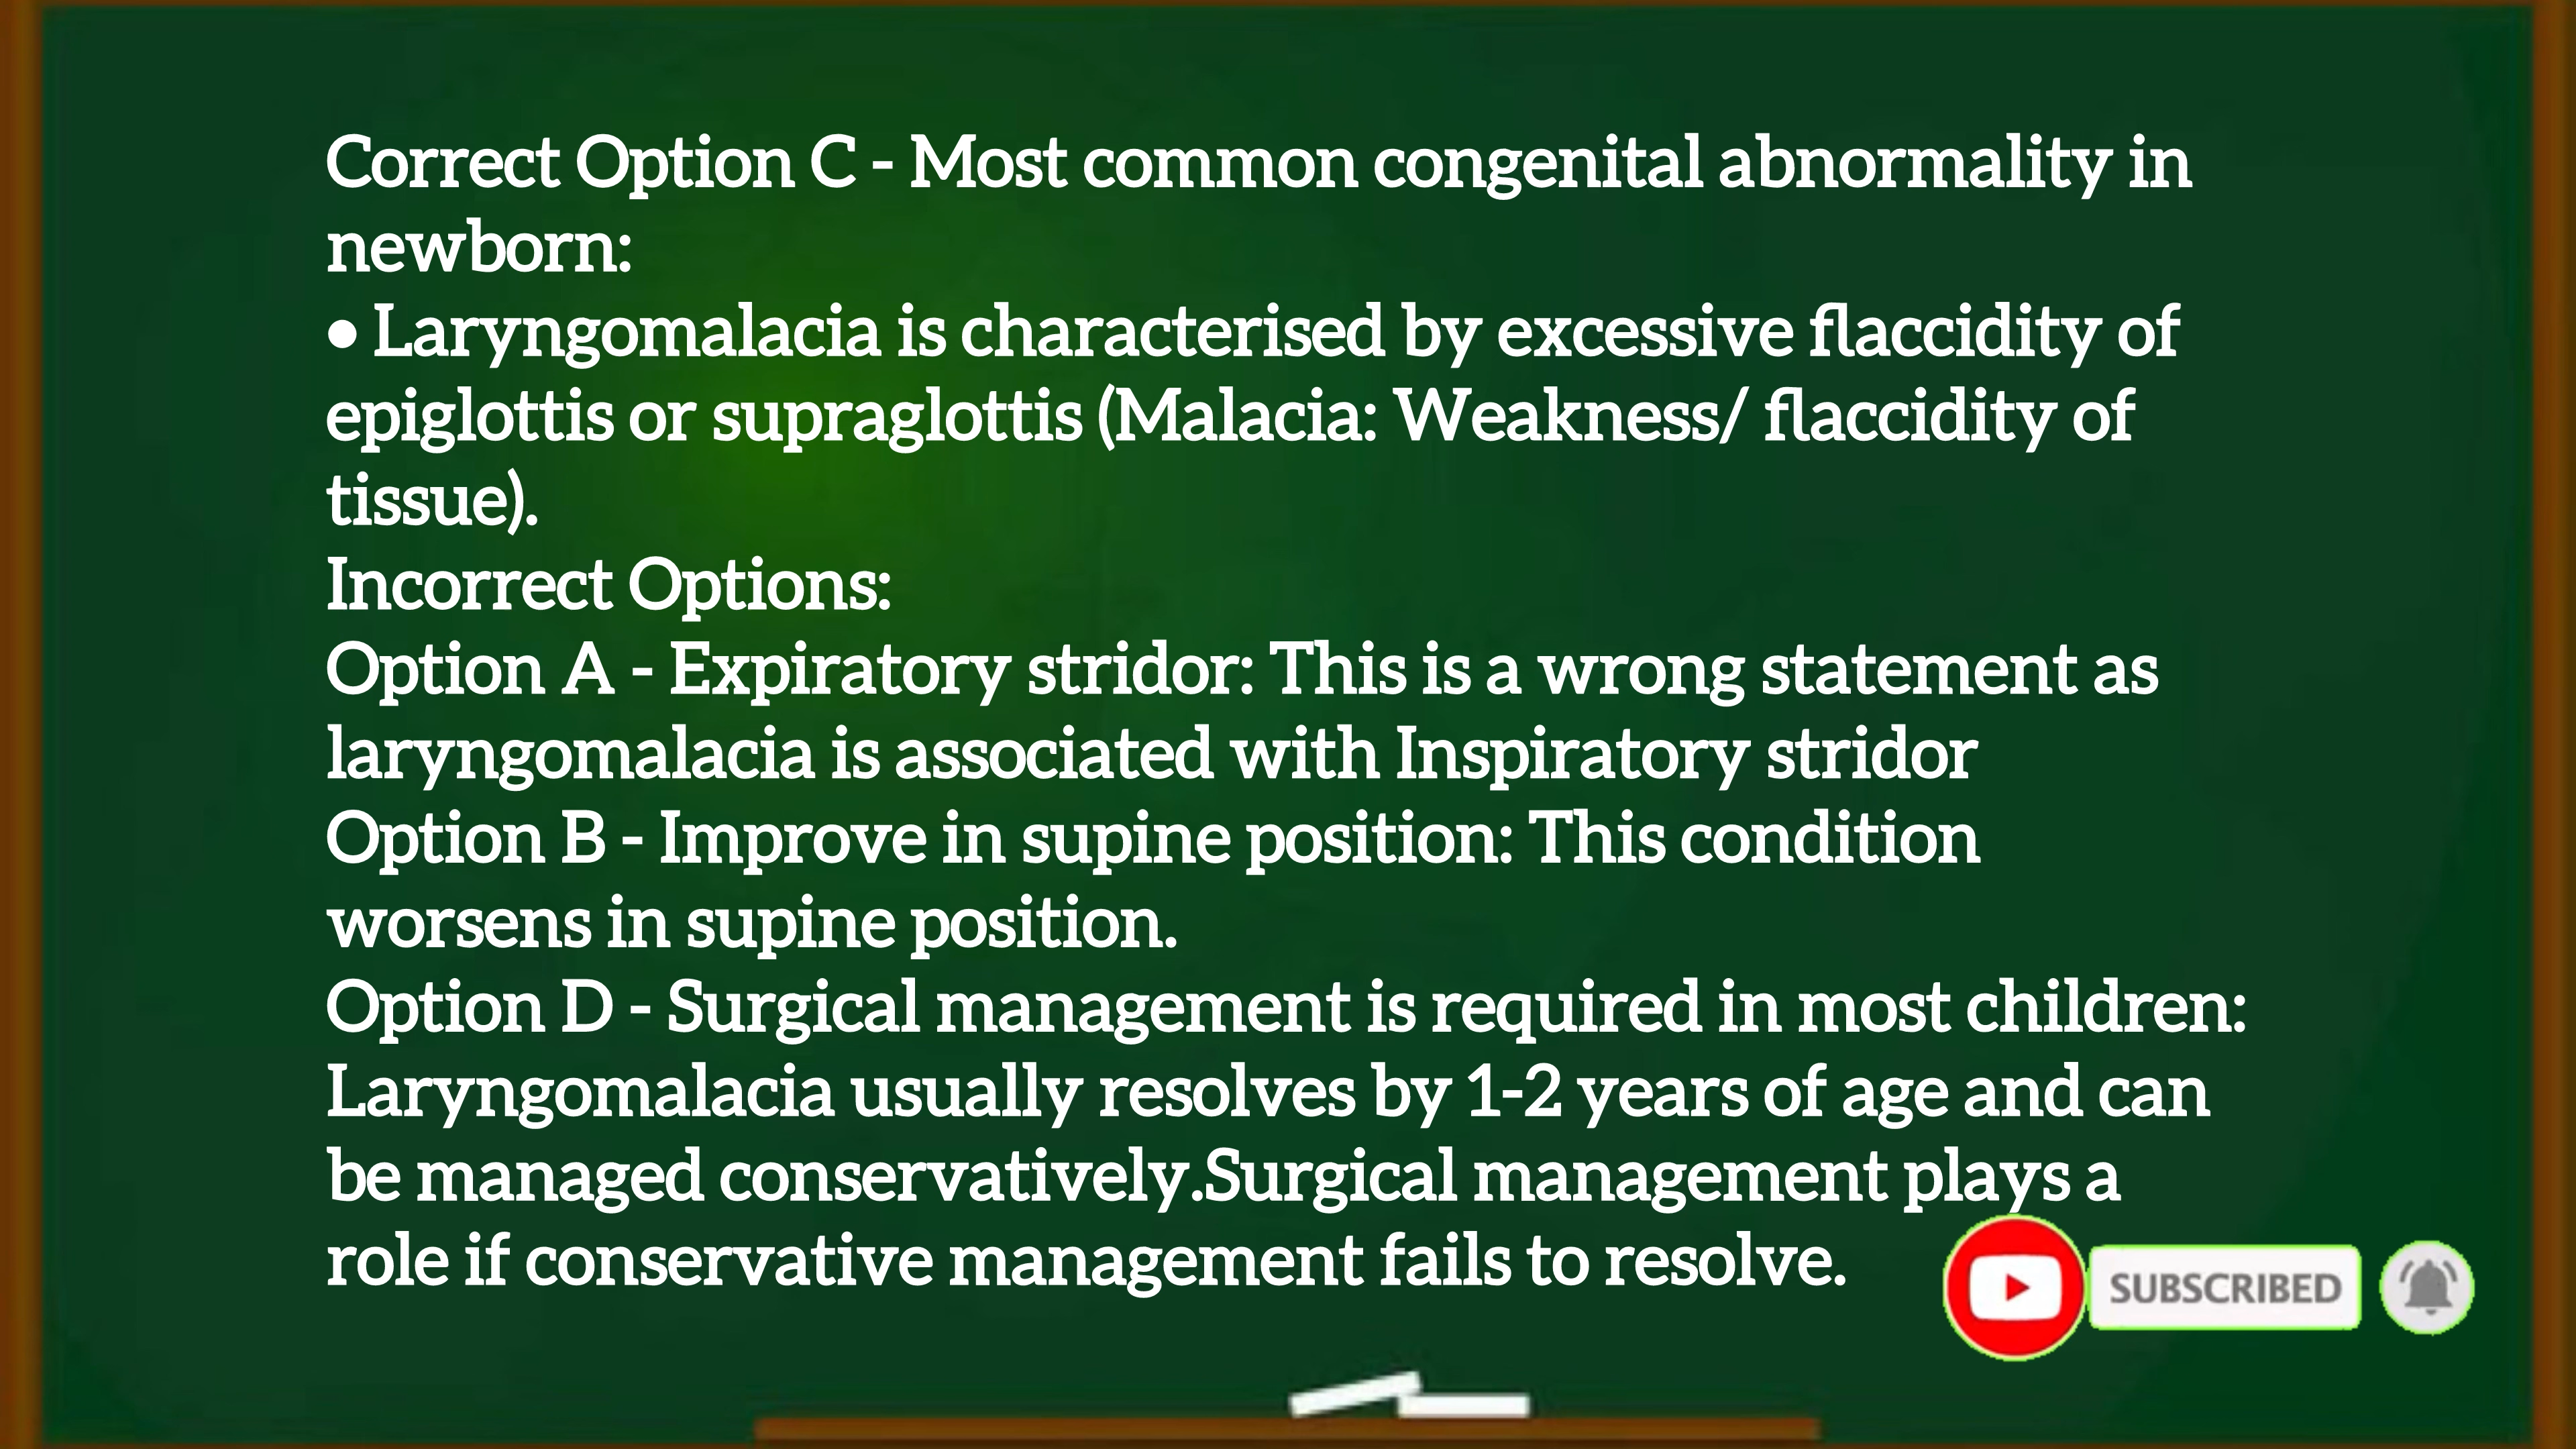 Correct Option C - Most common congenital abnormality in
newborn:
• Laryngomalacia is characterised by excessive flaccidity of
epiglottis or supraglottis (Malacia: Weakness/ flaccidity of
tissue).
Incorrect Options:
Option A - Expiratory stridor: This is a wrong statement as
laryngomalacia is associated with Inspiratory stridor
Option B - Improve in supine position: This condition
worsens in supine position.
Option D - Surgical management is required in most children:
Laryngomalacia usually resolves by 1-2 years of age and can
be managed conservatively.Surgical management plays a
role if conservative management fails to resolve.
SUBSCRIBED